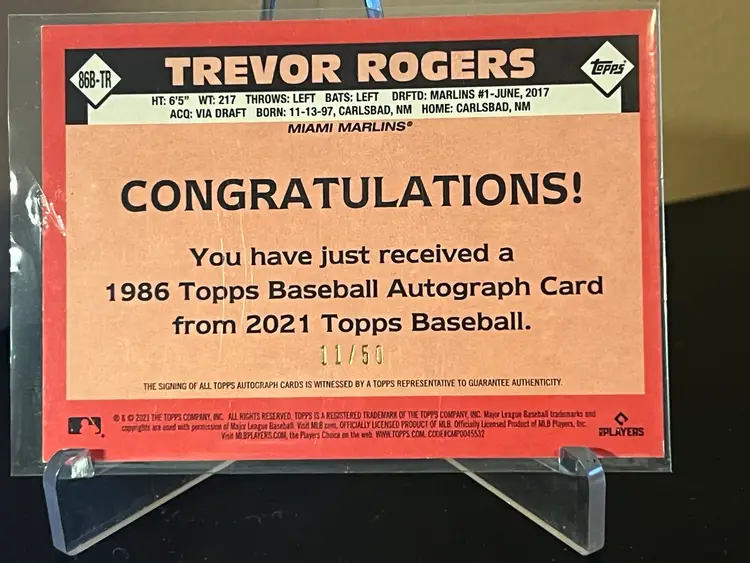 86B-TR
TREVOR ROGERS
Topps
HT: 6'5" WT: 217 THROWS: LEFT BATS: LEFT DRFTD: MARLINS #1-JUNE, 2017
ACQ: VIA DRAFT BORN: 11-13-97, CARLSBAD, NM HOME: CARLSBAD, NM
MIAMI MARLINS®
CONGRATULATIONS!
You have just received a
1986 Topps Baseball Autograph Card
from 2021 Topps Baseball.
11/50
THE SIGNING OF ALL TOPPS AUTOGRAPH CARDS IS WITNESSED BY A TOPPS REPRESENTATIVE TO GUARANTEE AUTHENTICITY.
® & © 2021 THE TOPPS COMPANY, INC. ALL RIGHTS RESERVED. TOPPS IS A REGISTERED TRADEMARK OF THE TOPPS COMPANY, INC. Major League Baseball trademarks and
copyrights are used with permission of Major League Baseball. Visit MLB.com. OFFICIALLY LICENSED PRODUCT OF MLB. Officially Licensed Product of MLB Players, Inc.
Visit MLBPLAYERS.COM, the Players Choice on the web. WWW.TOPPS.COM. CODE#CMP0045532
PLAYERS